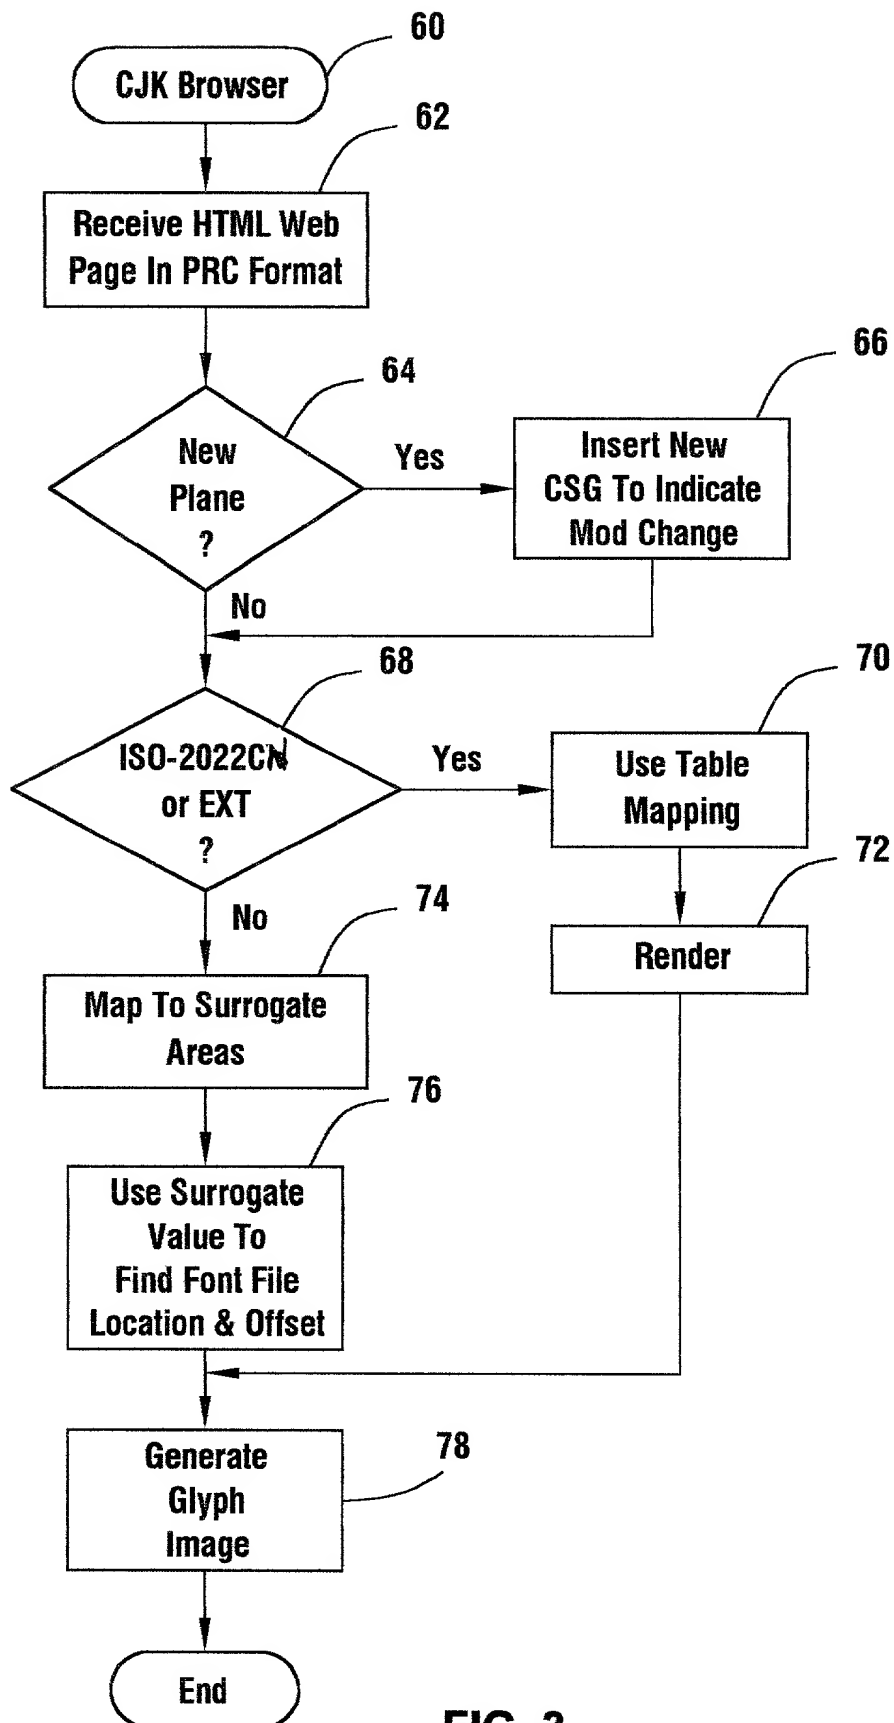 60
CJK Browser
62
Receive HTML Web
Page In PRC Format
64
New
Plane
?
Yes
66
Insert New
CSG To Indicate
Mod Change
No
68
ISO-2022CN
or EXT
?
Yes
70
Use Table
Mapping
72
Render
No
74
Map To Surrogate
Areas
76
Use Surrogate
Value To
Find Font File
Location & Offset
78
Generate
Glyph
Image
End
FIG. 3